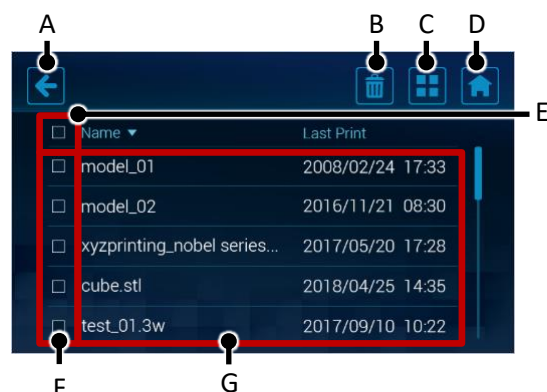 A B C D
E
Name ▼ Last Print
model_01 2008/02/24 17:33
model_02 2016/11/21 08:30
xyzprinting_nobel series... 2017/05/20 17:28
cube.stl 2018/04/25 14:35
test_01.3w 2017/09/10 10:22
F G